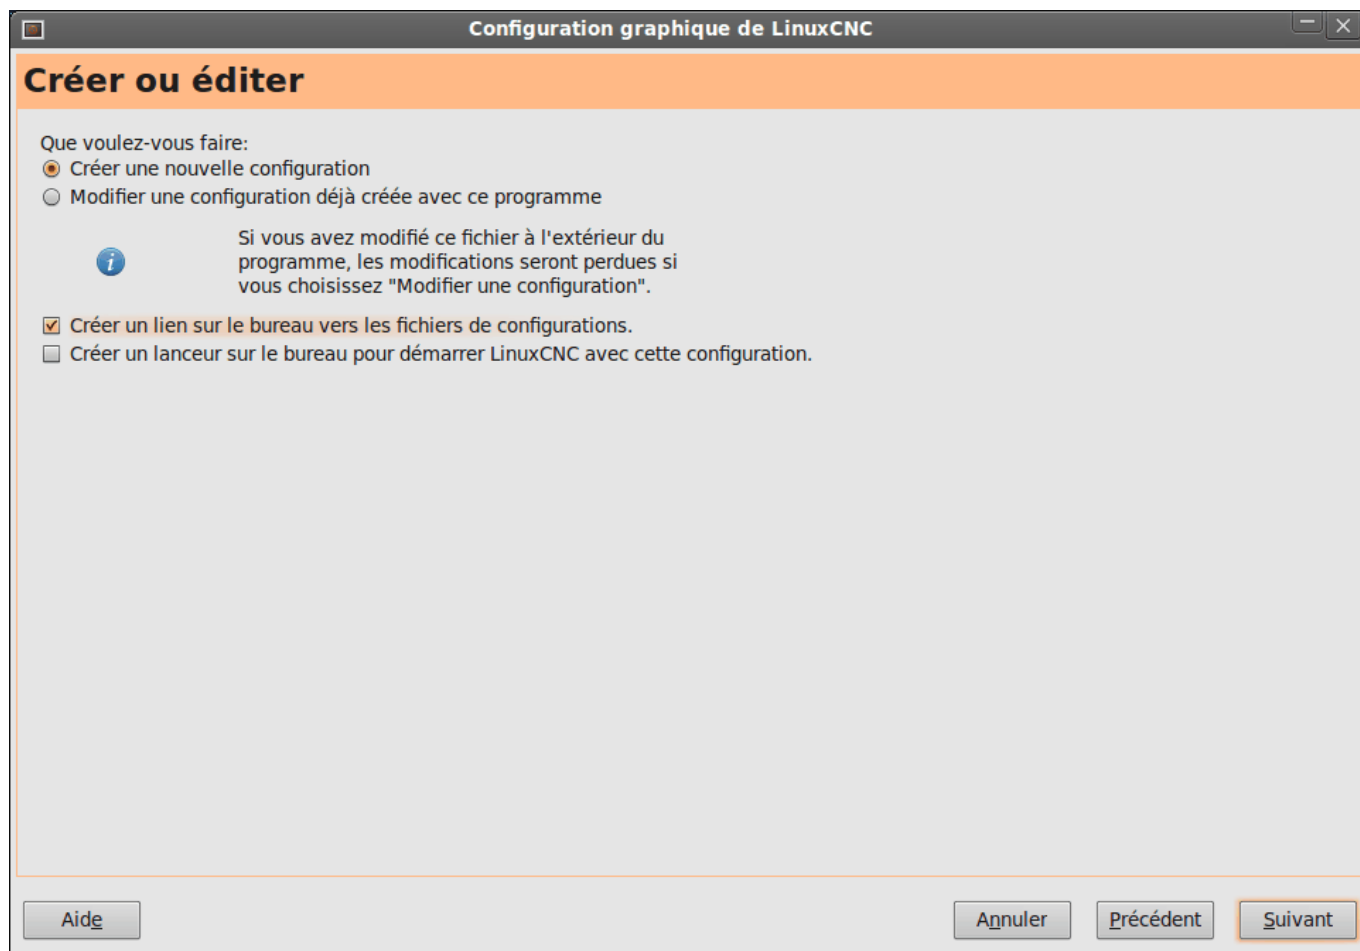 Configuration graphique de LinuxCNC
Créer ou éditer
Que voulez-vous faire:
Créer une nouvelle configuration
Modifier une configuration déjà créée avec ce programme
Si vous avez modifié ce fichier à l'extérieur du
programme, les modifications seront perdues si
vous choisissez "Modifier une configuration".
Créer un lien sur le bureau vers les fichiers de configurations.
Créer un lanceur sur le bureau pour démarrer LinuxCNC avec cette configuration.
Aide
Annuler
Précédent
Suivant